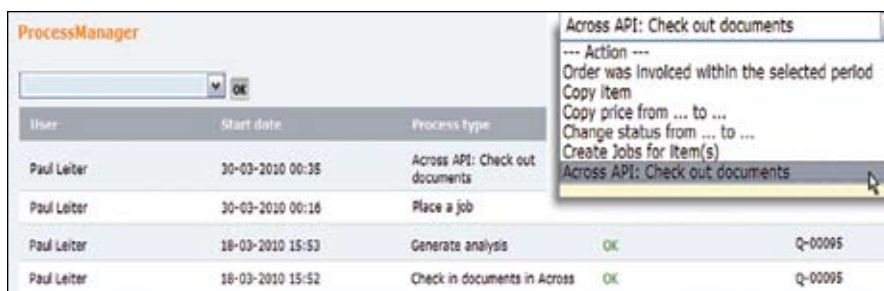 ProcessManager
OK
User Start date Process type
Paul Leiter 30-03-2010 00:35 Across API: Check out
documents
Paul Leiter 30-03-2010 00:16 Place a job
Paul Leiter 18-03-2010 15:53 Generate analysis OK Q-00095
Paul Leiter 18-03-2010 15:52 Check in documents in Across OK Q-00095
Across API: Check out documents
--- Action ---
Order was invoiced within the selected period
Copy item
Copy price from ... to ...
Change status from ... to ...
Create Jobs for item(s)
Across API: Check out documents